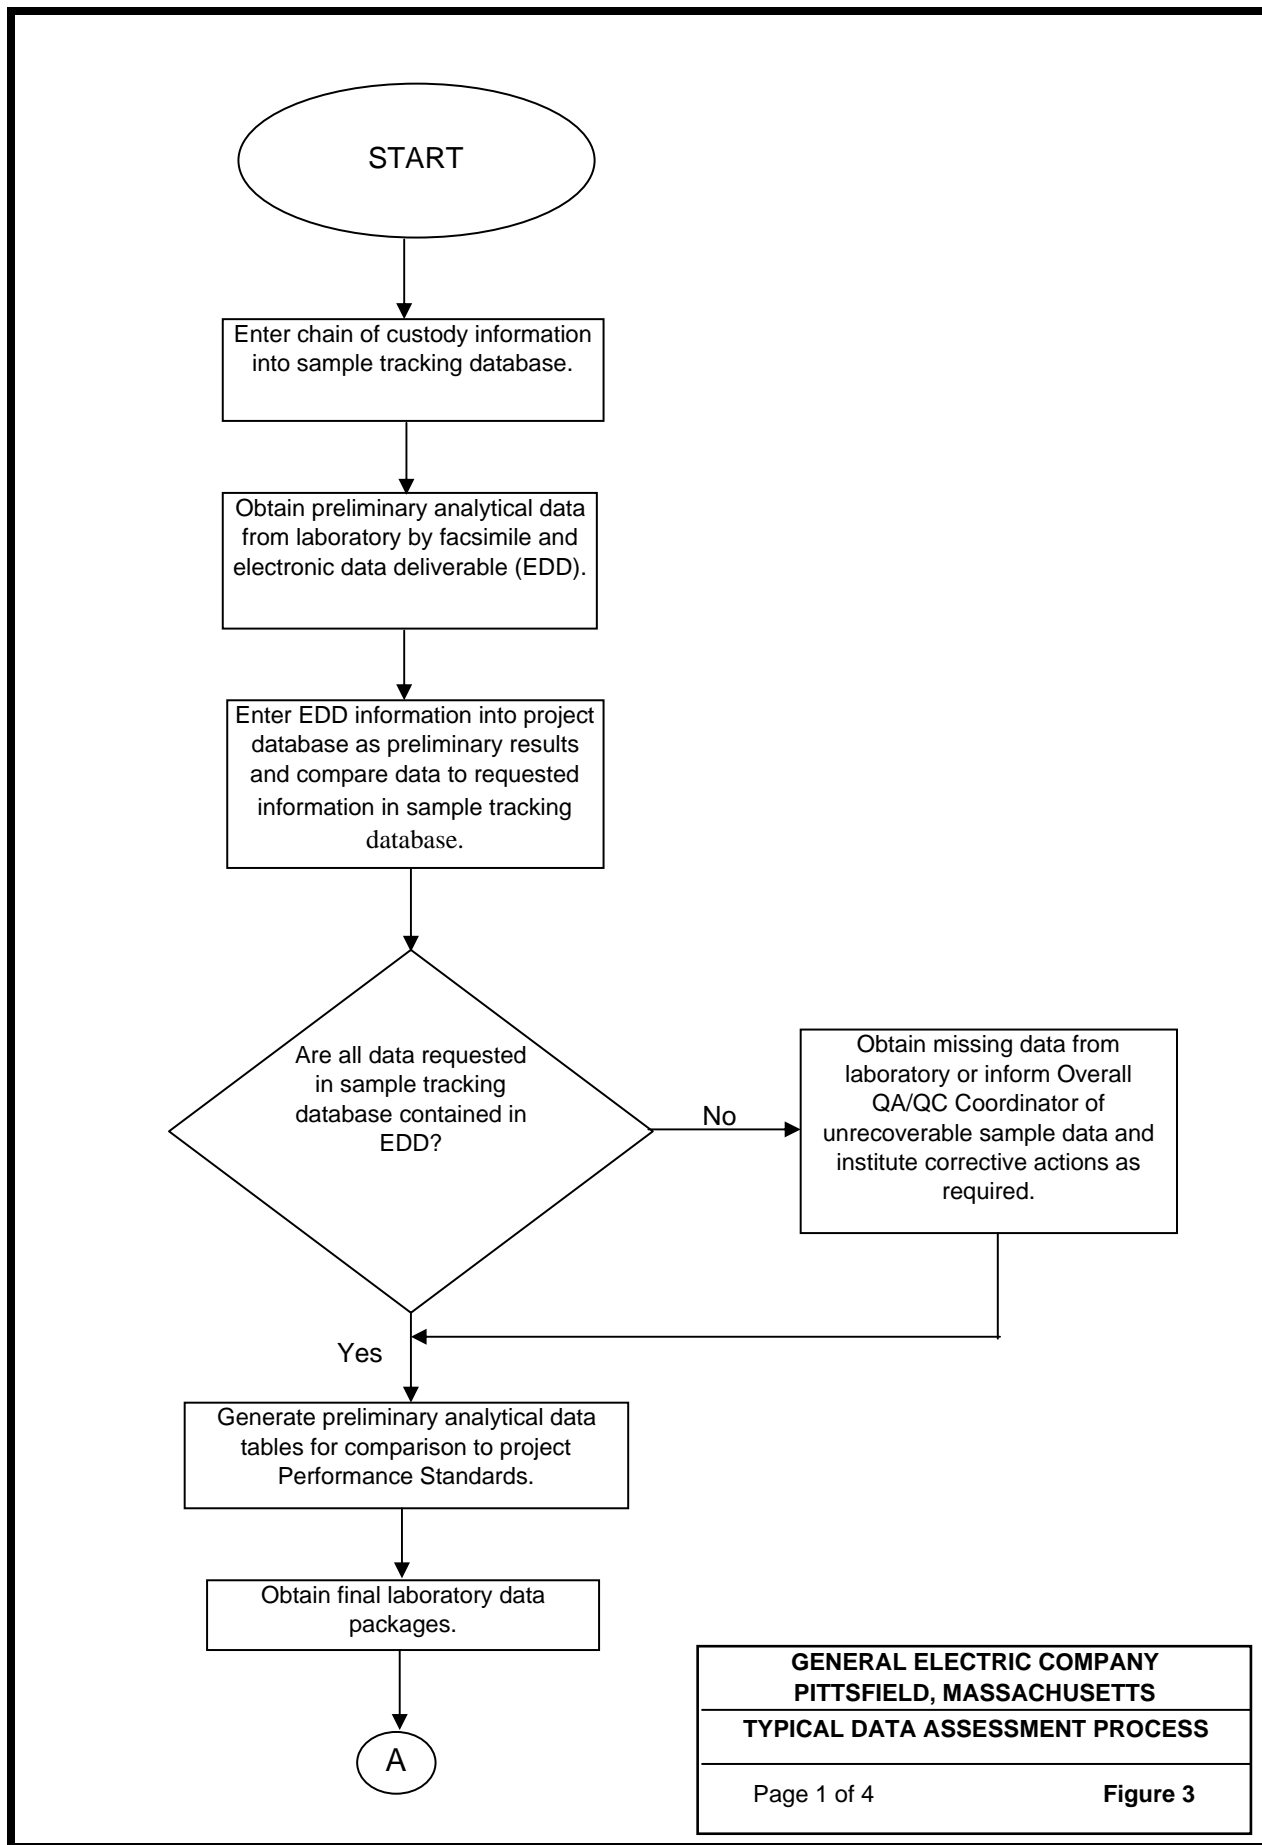 START
Enter chain of custody information
into sample tracking database.
Obtain preliminary analytical data
from laboratory by facsimile and
electronic data deliverable (EDD).
Enter EDD information into project
database as preliminary results
and compare data to requested
information in sample tracking
database.
Are all data requested
in sample tracking
database contained in
EDD?
No
Obtain missing data from
laboratory or inform Overall
QA/QC Coordinator of
unrecoverable sample data and
institute corrective actions as
required.
Yes
Generate preliminary analytical data
tables for comparison to project
Performance Standards.
Obtain final laboratory data
packages.
A
GENERAL ELECTRIC COMPANY
PITTSFIELD, MASSACHUSETTS
TYPICAL DATA ASSESSMENT PROCESS
Page 1 of 4 Figure 3